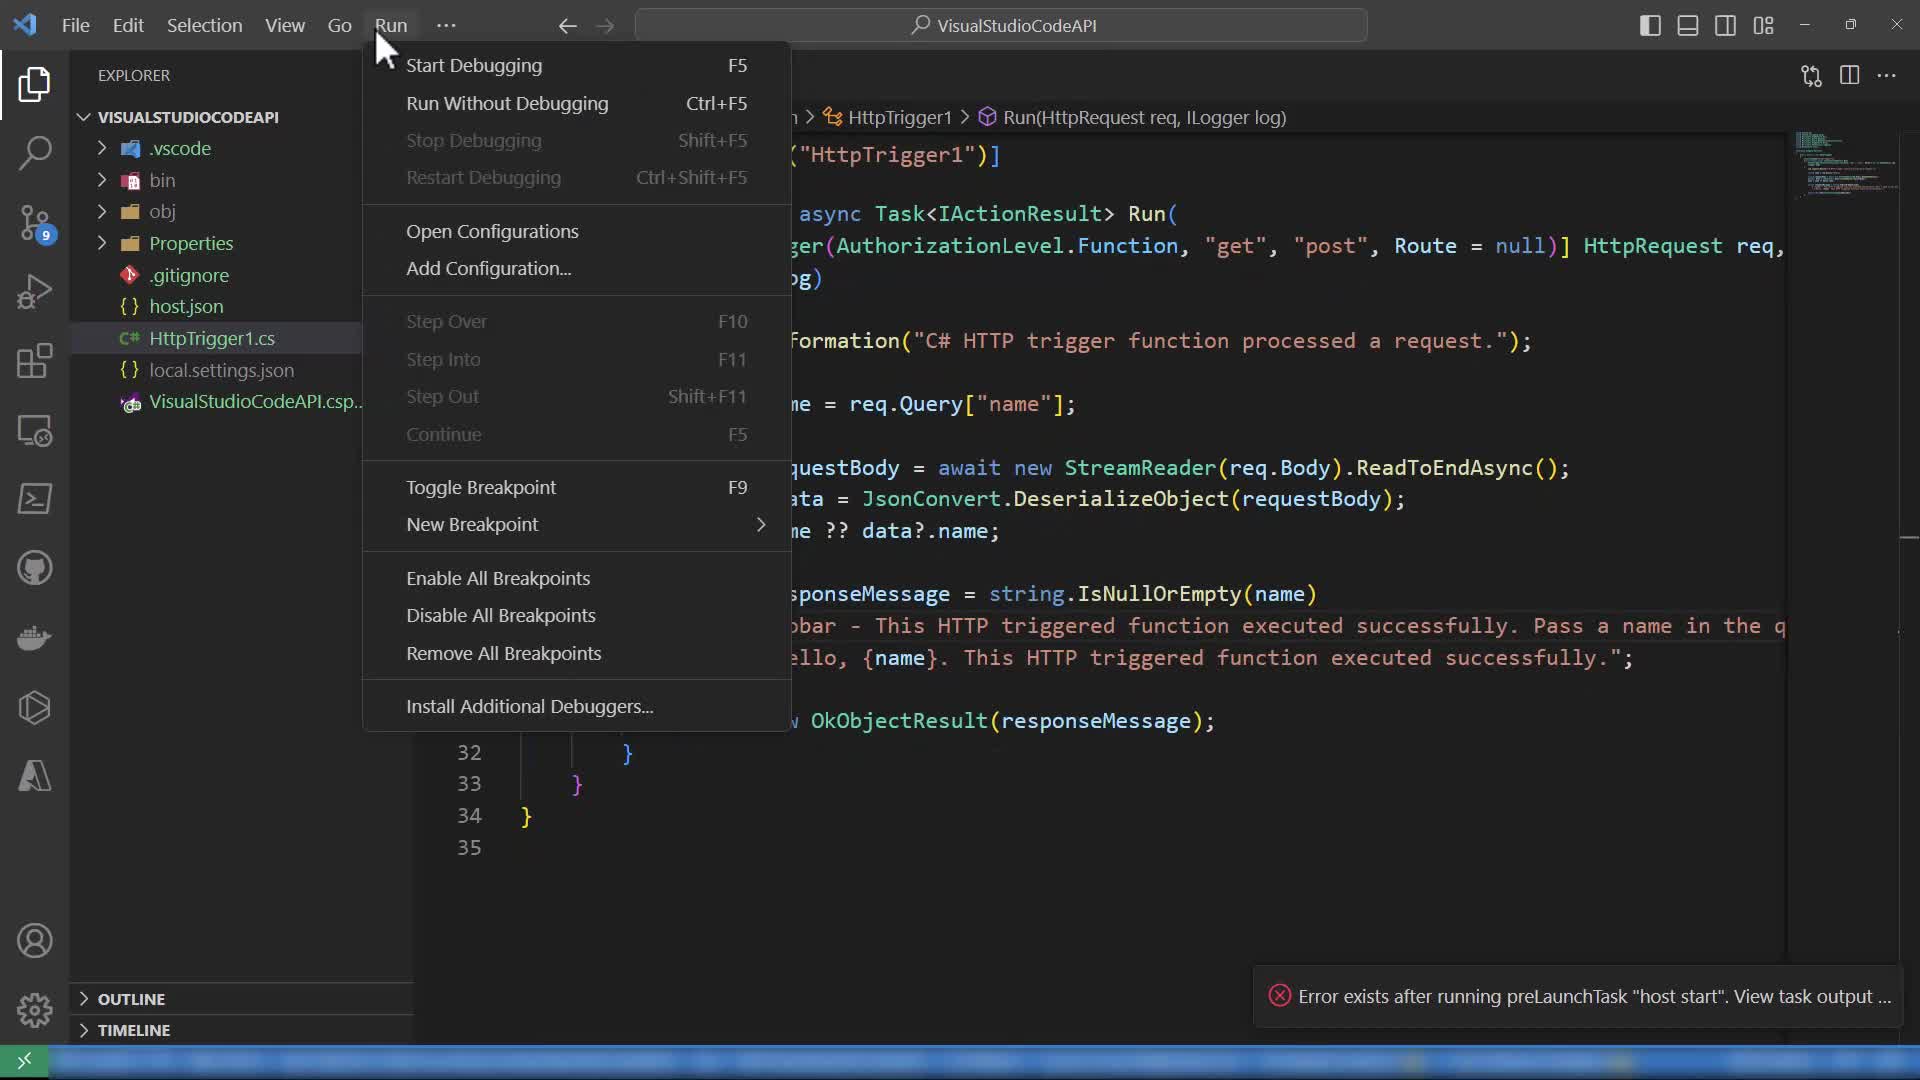 File Edit Selection View Go Run ...
VisualStudioCodeAPI
EXPLORER
VISUALSTUDIOCODEAPI
.vscode
bin
obj
Properties
.gitignore
{ } host.json
C# HttpTrigger1.cs
{ } local.settings.json
VisualStudioCodeAPI.csp...
9
OUTLINE
TIMELINE
Start Debugging F5
Run Without Debugging Ctrl+F5
Stop Debugging Shift+F5
Restart Debugging Ctrl+Shift+F5
Open Configurations
Add Configuration...
Step Over F10
Step Into F11
Step Out Shift+F11
Continue F5
Toggle Breakpoint F9
New Breakpoint >
Enable All Breakpoints
Disable All Breakpoints
Remove All Breakpoints
Install Additional Debuggers...
> HttpTrigger1 > Run(HttpRequest req, ILogger log)
("HttpTrigger1")]
async Task<IActionResult> Run(
ger(AuthorizationLevel.Function, "get", "post", Route = null)] HttpRequest req,
og)
formation("C# HTTP trigger function processed a request.");
me = req.Query["name"];
questBody = await new StreamReader(req.Body).ReadToEndAsync();
ata = JsonConvert.DeserializeObject(requestBody);
me ?? data?.name;
sponseMessage = string.IsNullOrEmpty(name)
obar - This HTTP triggered function executed successfully. Pass a name in the q
ello, {name}. This HTTP triggered function executed successfully.";
w OkObjectResult(responseMessage);
32 }
33 }
34 }
35
Error exists after running preLaunchTask "host start". View task output ...